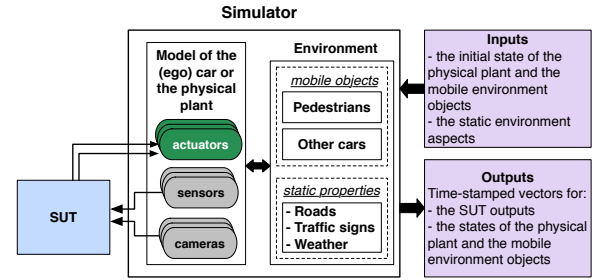 Simulator
Model of the
(ego) car or
the physical
plant
actuators
sensors
cameras
SUT
Environment
mobile objects
Pedestrians
Other cars
static properties
- Roads
- Traffic signs
- Weather
Inputs
- the initial state of the
physical plant and the
mobile environment
objects
- the static environment
aspects
Outputs
Time-stamped vectors for:
- the SUT outputs
- the states of the physical
plant and the mobile
environment objects